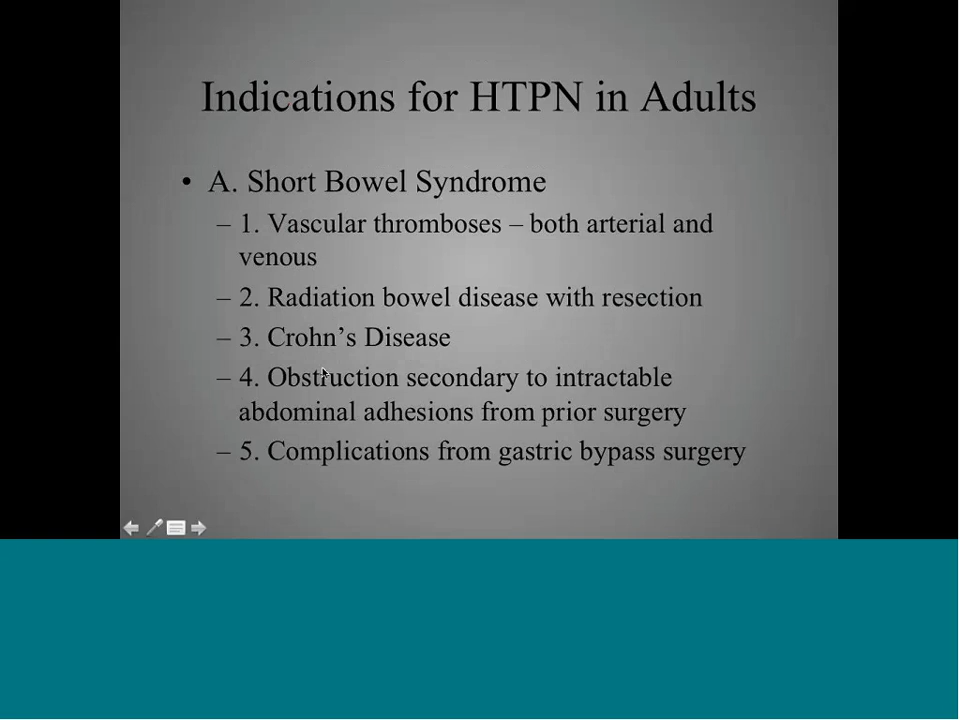 Indications for HTPN in Adults
• A. Short Bowel Syndrome
– 1. Vascular thromboses – both arterial and
venous
– 2. Radiation bowel disease with resection
– 3. Crohn’s Disease
– 4. Obstruction secondary to intractable
abdominal adhesions from prior surgery
– 5. Complications from gastric bypass surgery